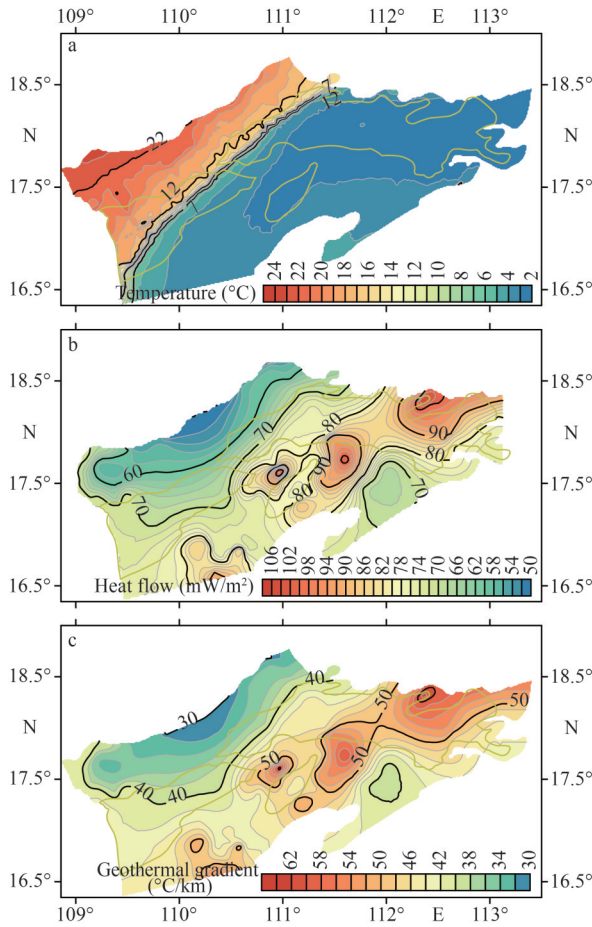 109° 110° 111° 112° E 113°
a
18.5° 18.5°
7
12
22
N N
17.5° 12 17.5°
7
16.5° 16.5°
24 22 20 18 16 14 12 10 8 6 4 2
Temperature (°C)
b
18.5° 18.5°
80
70 90
N 90 80 N
60
17.5° 80 70 17.5°
70
106 102 98 94 90 86 82 78 74 70 66 62 58 54 50
16.5° 16.5°
Heat flow (mW/m²)
c
18.5° 40 18.5°
30 50 50
N N
50 50
17.5° 40 40 17.5°
62 58 54 50 46 42 38 34 30
Geothermal gradient
16.5° (°C/km) 16.5°
109° 110° 111° 112° E 113°